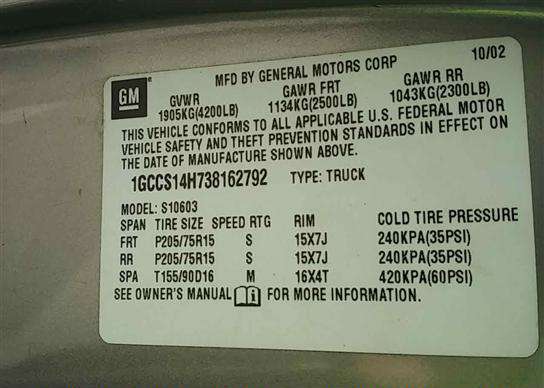 MFD BY GENERAL MOTORS CORP 10/02
GM
GVWR GAWR FRT GAWR RR
1905KG(4200LB) 1134KG(2500LB) 1043KG(2300LB)
THIS VEHICLE CONFORMS TO ALL APPLICABLE U.S. FEDERAL MOTOR
VEHICLE SAFETY AND THEFT PREVENTION STANDARDS IN EFFECT ON
THE DATE OF MANUFACTURE SHOWN ABOVE.
1GCCS14H738162792 TYPE: TRUCK
MODEL: S10603
SPAN TIRE SIZE SPEED RTG RIM COLD TIRE PRESSURE
FRT P205/75R15 S 15X7J 240KPA(35PSI)
RR P205/75R15 S 15X7J 240KPA(35PSI)
SPA T155/90D16 M 16X4T 420KPA(60PSI)
SEE OWNER'S MANUAL FOR MORE INFORMATION.